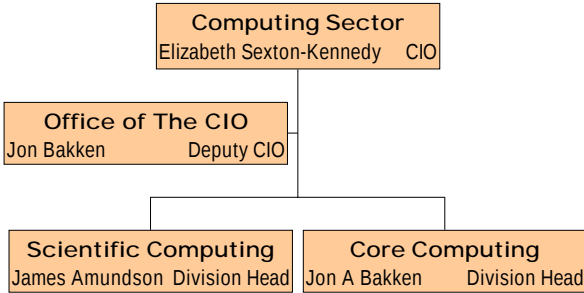 Computing Sector
Elizabeth Sexton-Kennedy CIO
Office of The CIO
Jon Bakken Deputy CIO
Scientific Computing
James Amundson Division Head
Core Computing
Jon A Bakken Division Head